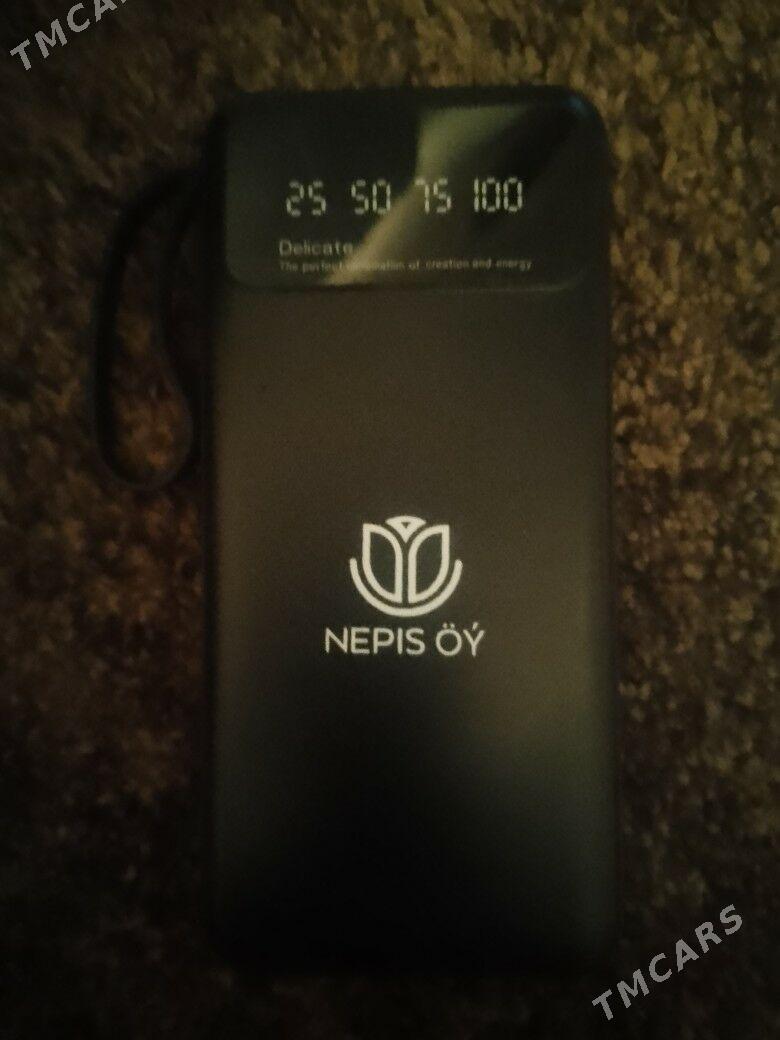 TMCARS
25 50 75 100
Delicate
The perfect combination of creation and energy
NEPIS ÖÝ
TMCARS